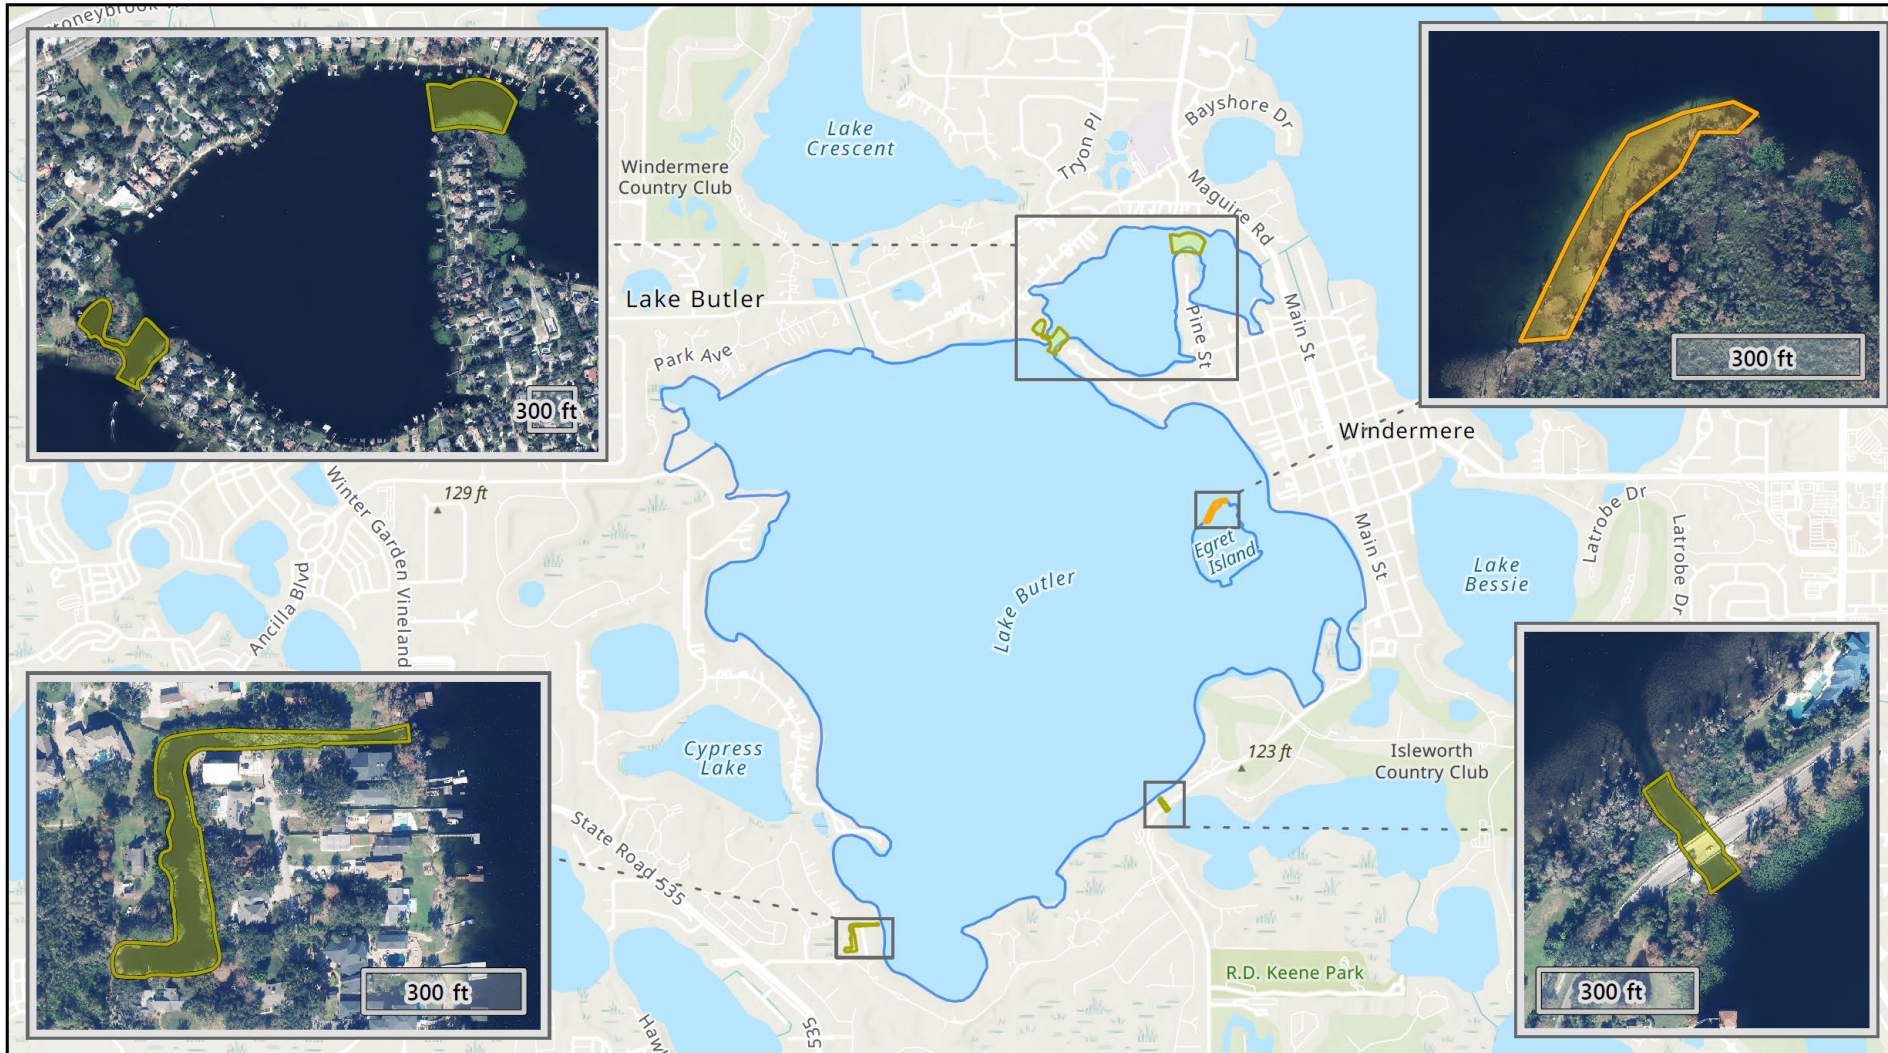 toneybrook
Lake
Crescent
Tryon Pl
Bayshore Dr
Windermere
Country Club
Maguire Rd
300 ft
Lake Butler
Park Ave
Pine St
Main St
300 ft
Windermere
129 ft
Winter Garden Vineland
Ancilla Blvd
Egret
Island
Main St
Latrobe Dr
Latrobe Dr
Lake
Bessie
Lake Butler
Cypress
Lake
123 ft
Isleworth
Country Club
State Road 535
300 ft
R.D. Keene Park
300 ft
535
Haw